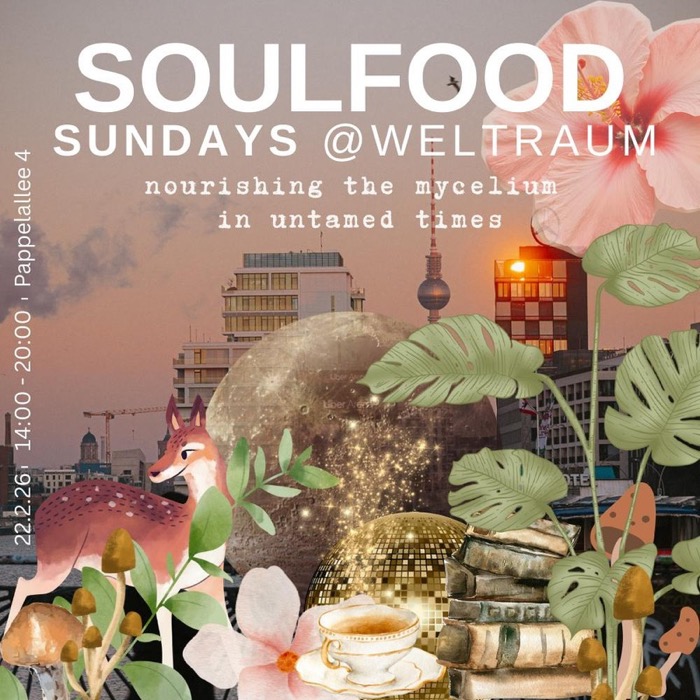 SOULFOOD
SUNDAYS @WELTRAUM
nourishing the mycelium
in untamed times
22.2.26 ı 14:00 - 20:00 ı Pappelallee 4